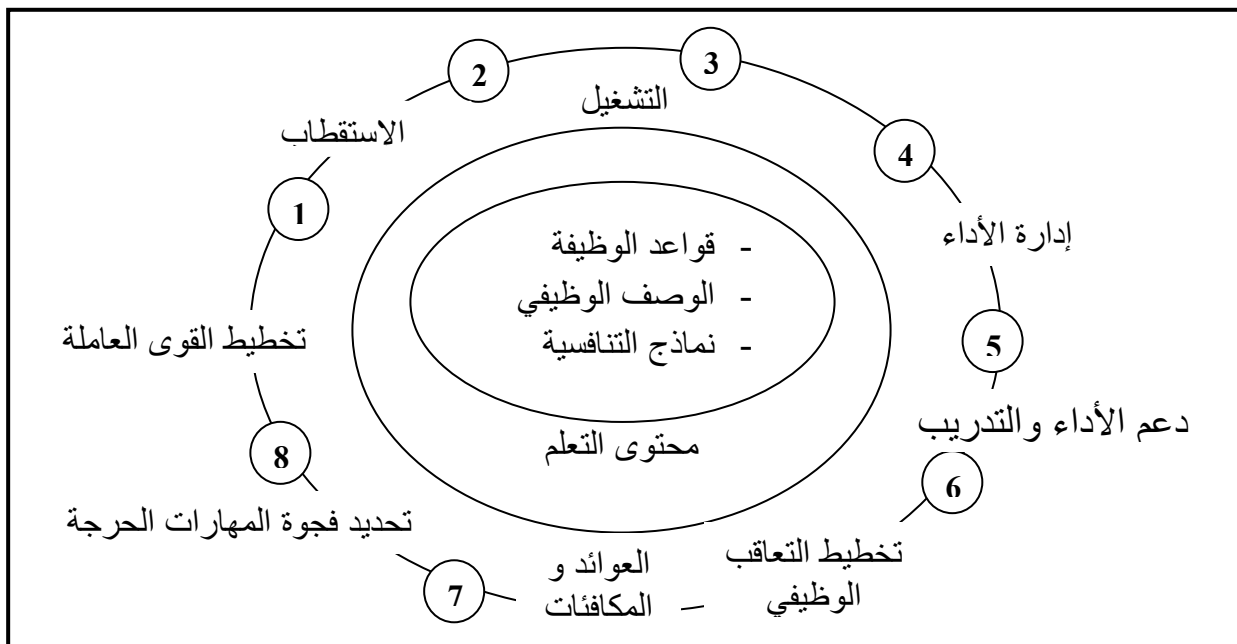 3
2
التشغيل
الاستقطاب
4
1
- قواعد الوظيفة
إدارة الأداء
- الوصف الوظيفي
تخطيط القوى العاملة
- نماذج التنافسية
5
دعم الأداء والتدريب
محتوى التعلم
8
6
تحديد فجوة المهارات الحرجة
تخطيط التعاقب
الوظيفي
العوائد و
المكافئات
7